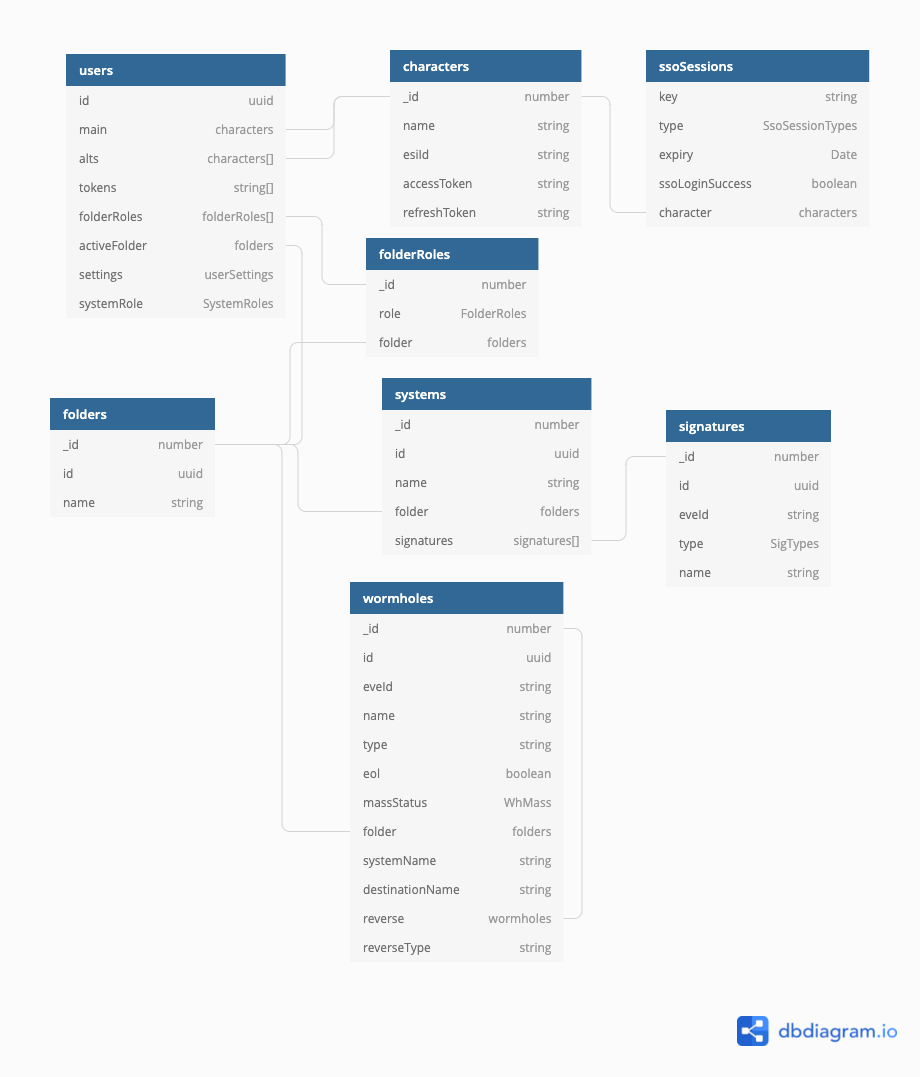 users
id uuid
main characters
alts characters[]
tokens string[]
folderRoles folderRoles[]
activeFolder folders
settings userSettings
systemRole SystemRoles
characters
_id number
name string
esiId string
accessToken string
refreshToken string
ssoSessions
key string
type SsoSessionTypes
expiry Date
ssoLoginSuccess boolean
character characters
folderRoles
_id number
role FolderRoles
folder folders
folders
_id number
id uuid
name string
systems
_id number
id uuid
name string
folder folders
signatures signatures[]
signatures
_id number
id uuid
eveId string
type SigTypes
name string
wormholes
_id number
id uuid
eveId string
name string
type string
eol boolean
massStatus WhMass
folder folders
systemName string
destinationName string
reverse wormholes
reverseType string
dbdiagram.io